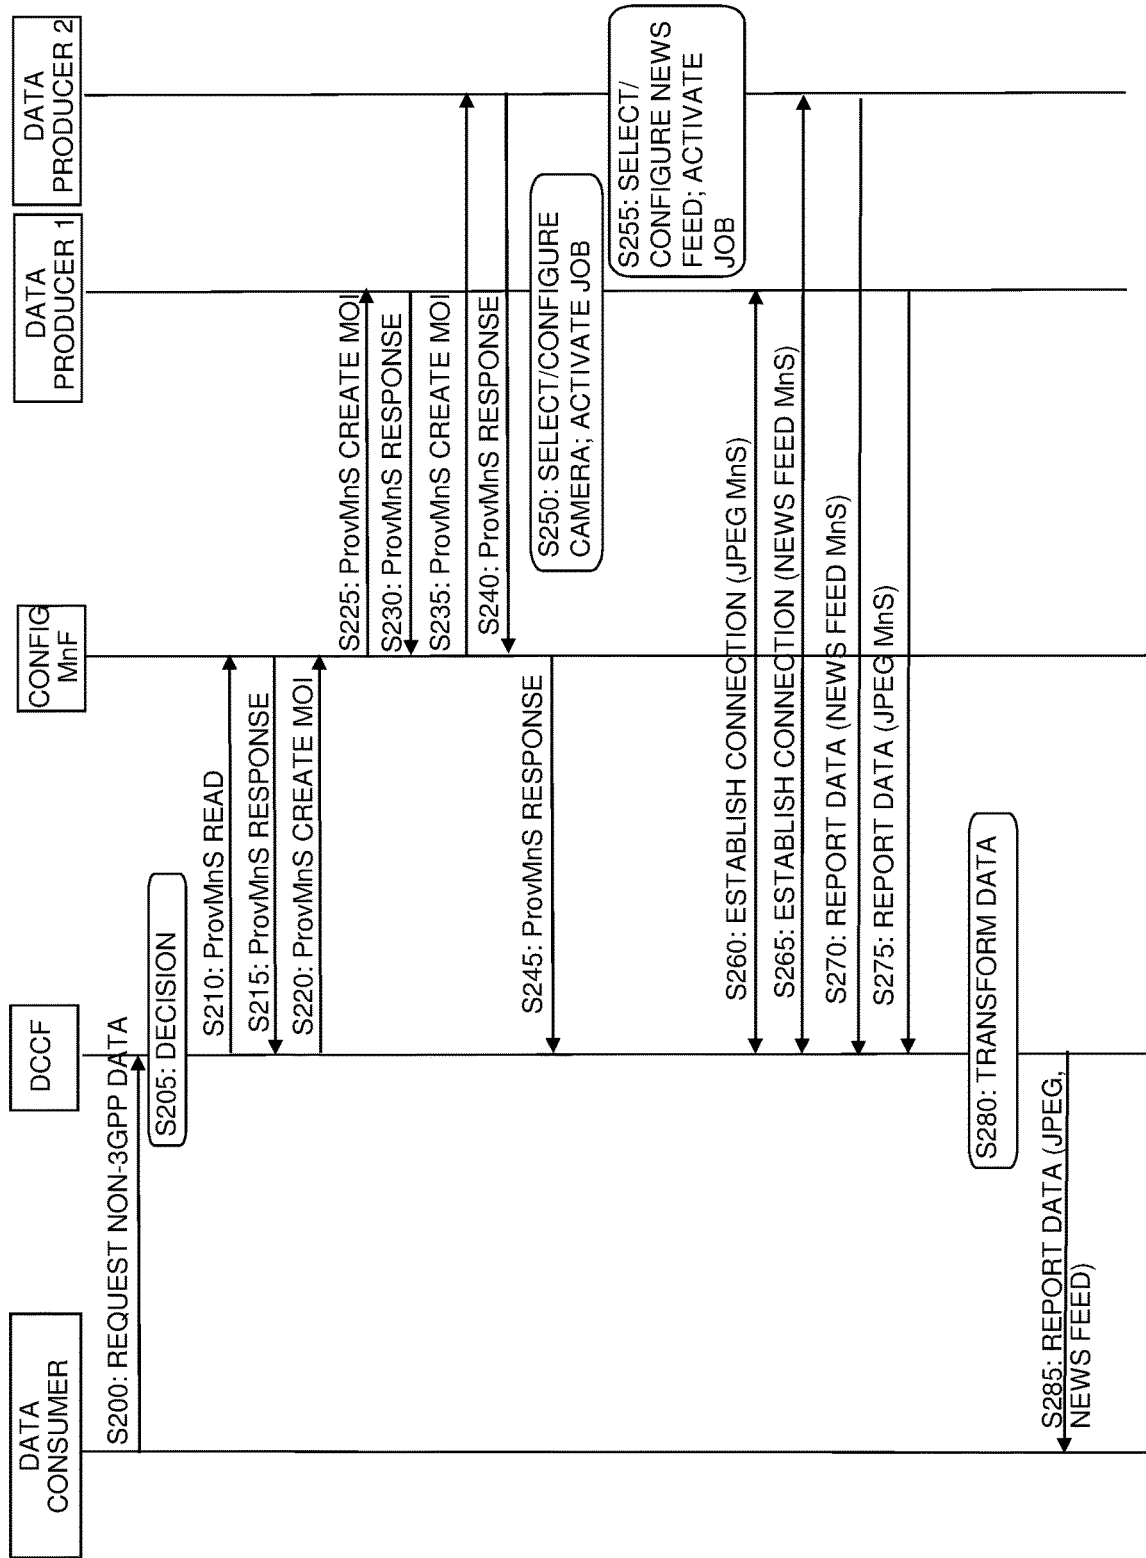 DATA
CONSUMER
DCCF
CONFIG
MnF
DATA
PRODUCER 1
DATA
PRODUCER 2
S200: REQUEST NON-3GPP DATA
S205: DECISION
S210: ProvMnS READ
S215: ProvMnS RESPONSE
S220: ProvMnS CREATE MOI
S225: ProvMnS CREATE MOI
S230: ProvMnS RESPONSE
S235: ProvMnS CREATE MOI
S240: ProvMnS RESPONSE
S245: ProvMnS RESPONSE
S250: SELECT/CONFIGURE
CAMERA; ACTIVATE JOB
S255: SELECT/
CONFIGURE NEWS
FEED; ACTIVATE
JOB
S260: ESTABLISH CONNECTION (JPEG MnS)
S265: ESTABLISH CONNECTION (NEWS FEED MnS)
S270: REPORT DATA (NEWS FEED MnS)
S275: REPORT DATA (JPEG MnS)
S280: TRANSFORM DATA
S285: REPORT DATA (JPEG,
NEWS FEED)